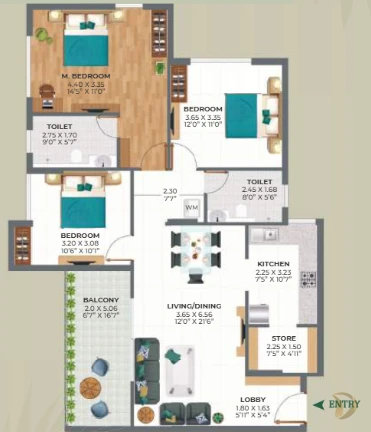 M. BEDROOM
4.40 X 3.35
14'5" X 11'0"
BEDROOM
3.65 X 3.35
12'0" X 11'0"
TOILET
2.75 X 1.70
9'0" X 5'7"
2.30
7'7"
WM
TOILET
2.45 X 1.68
8'0" X 5'6"
BEDROOM
3.20 X 3.08
10'6" X 10'1"
KITCHEN
2.25 X 3.23
7'5" X 10'7"
BALCONY
2.0 X 5.06
6'7" X 16'7"
LIVING/DINING
3.65 X 6.56
12'0" X 21'6"
STORE
2.25 X 1.50
7'5" X 4'11"
LOBBY
1.80 X 1.63
5'11" X 5'4"
ENTRY